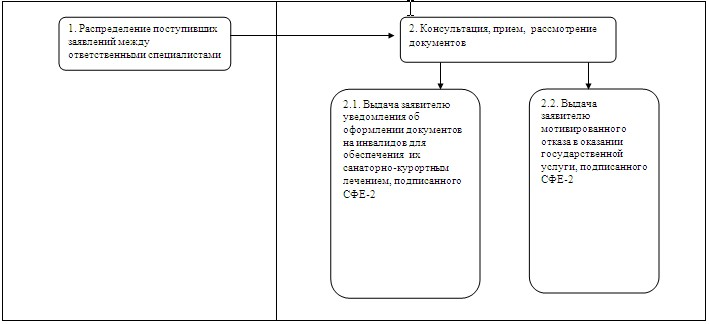 1. Распределение поступивших
заявлений между
ответственными специалистами
2. Консультация, прием, рассмотрение
документов
2.1. Выдача заявителю
уведомления об
оформлении документов
на инвалидов для
обеспечения их
санаторно-курортным
лечением, подписанного
СФЕ-2
2.2. Выдача
заявителю
мотивированного
отказа в оказании
государственной
услуги, подписанного
СФЕ-2